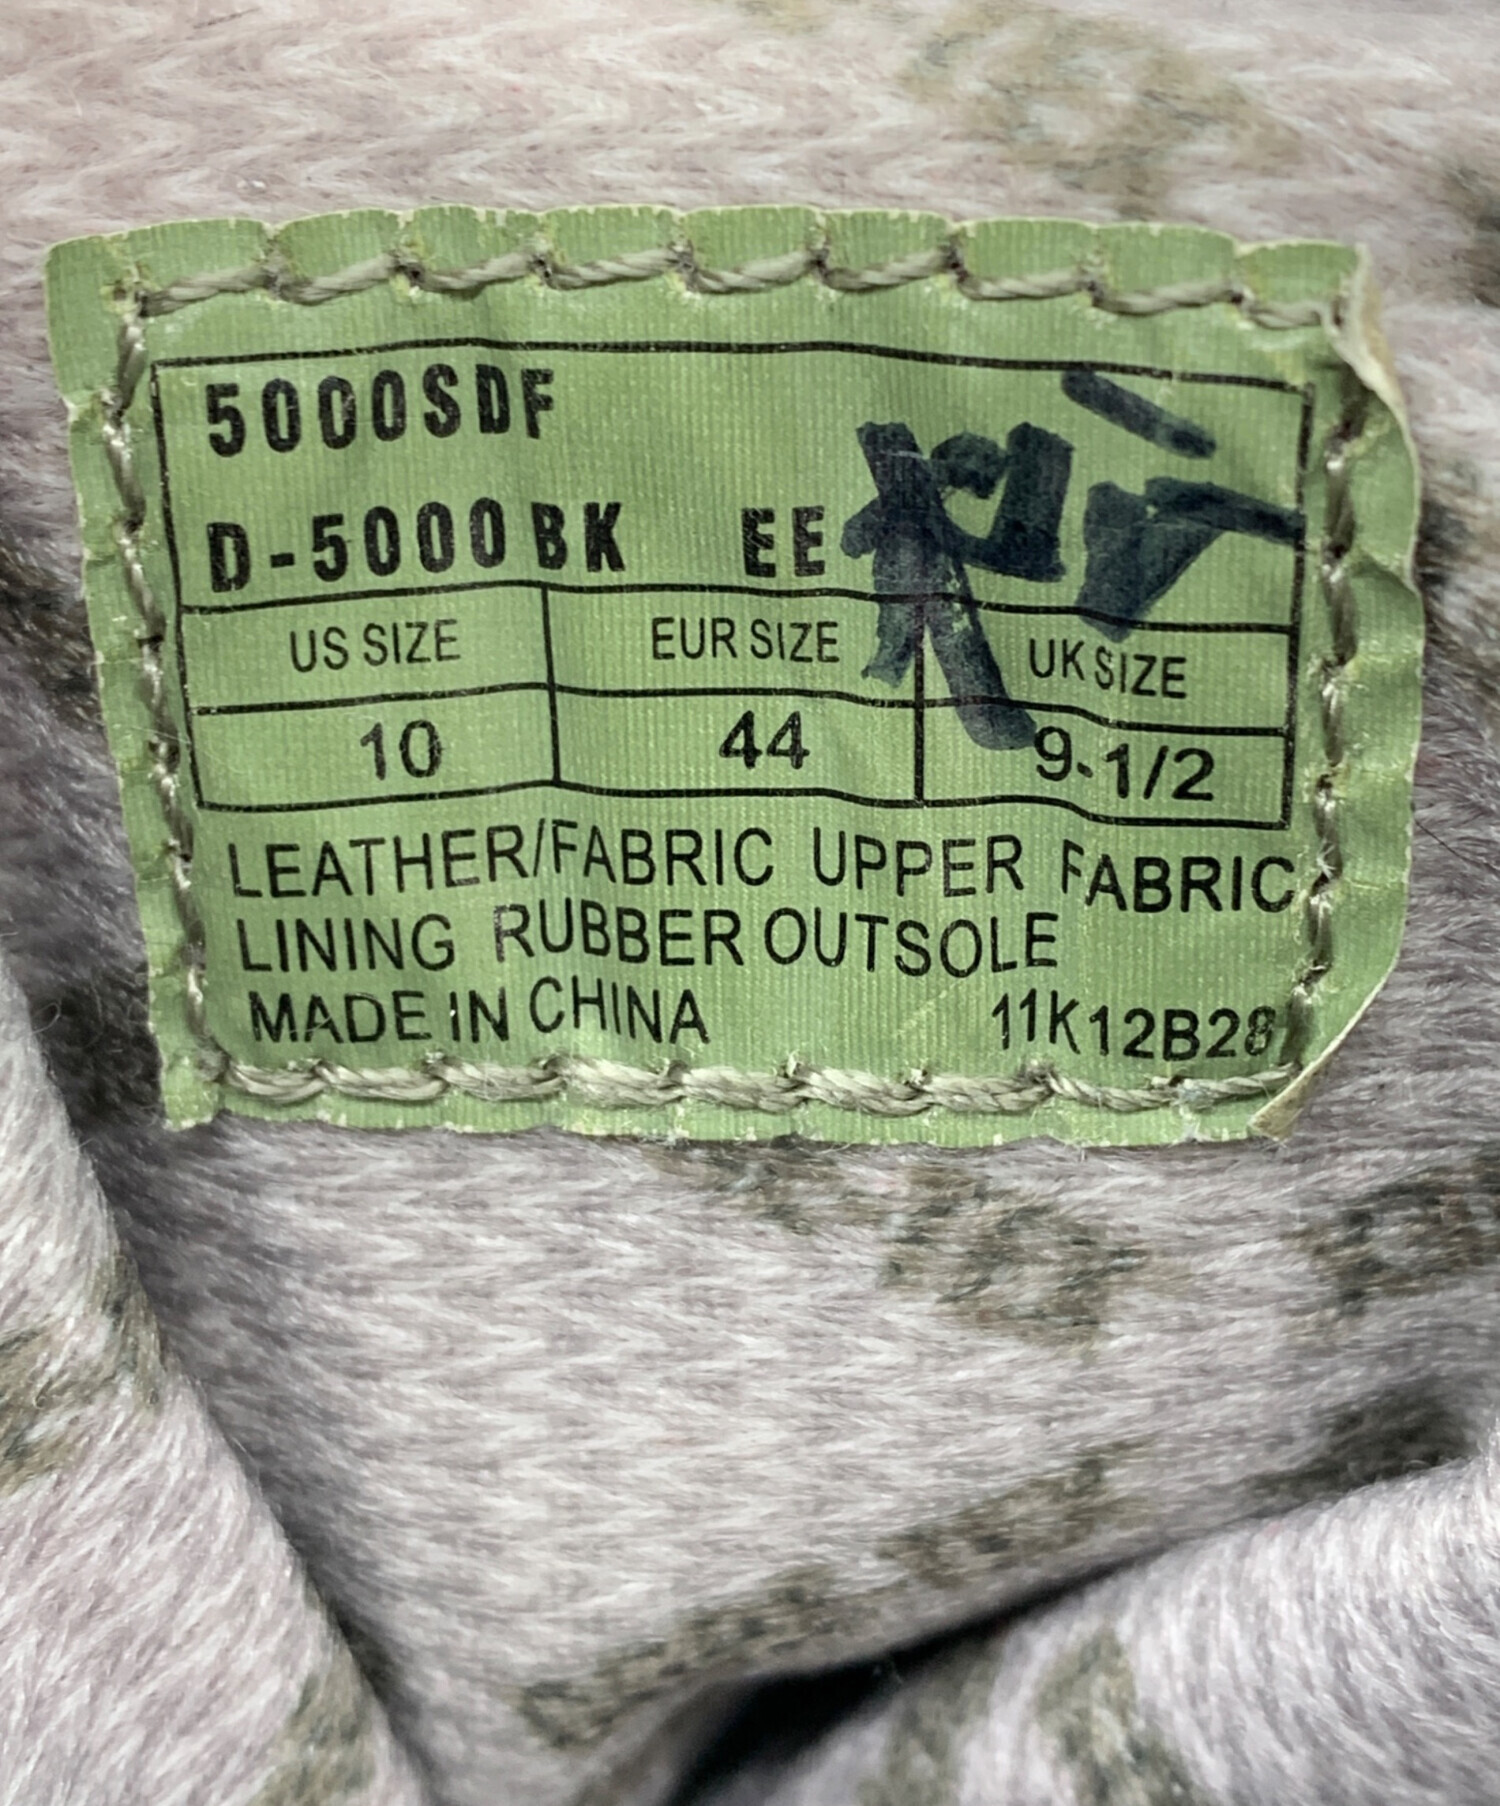 5000SDF
D-5000BK EE
US SIZE EUR SIZE UK SIZE
10 44 9-1/2
LEATHER/FABRIC UPPER FABRIC
LINING RUBBER OUTSOLE
MADE IN CHINA 11K12B28